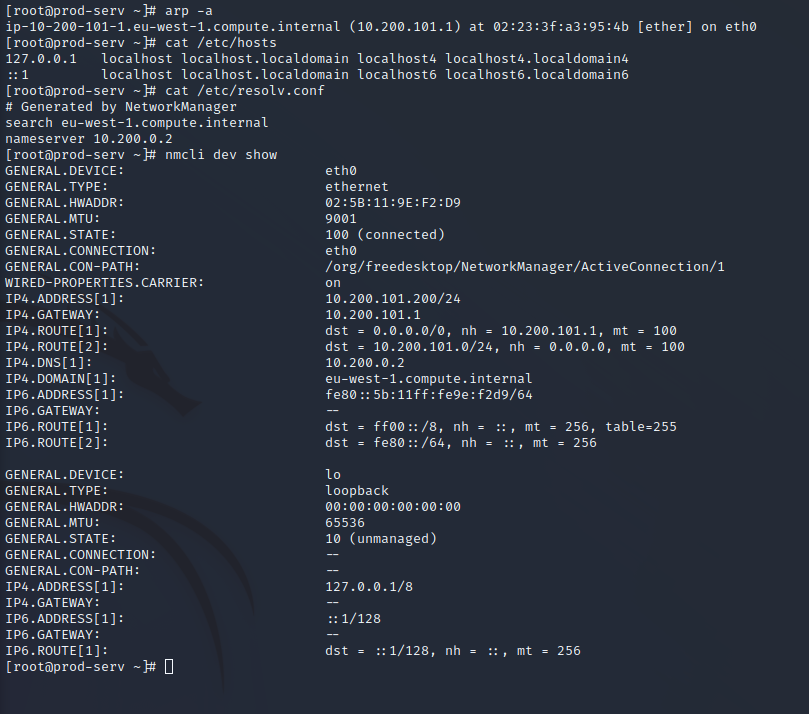 [root@prod-serv ~]# arp -a
ip-10-200-101-1.eu-west-1.compute.internal (10.200.101.1) at 02:23:3f:a3:95:4b [ether] on eth0
[root@prod-serv ~]# cat /etc/hosts
127.0.0.1   localhost localhost.localdomain localhost4 localhost4.localdomain4
::1         localhost localhost.localdomain localhost6 localhost6.localdomain6
[root@prod-serv ~]# cat /etc/resolv.conf
# Generated by NetworkManager
search eu-west-1.compute.internal
nameserver 10.200.0.2
[root@prod-serv ~]# nmcli dev show
GENERAL.DEVICE:                         eth0
GENERAL.TYPE:                           ethernet
GENERAL.HWADDR:                         02:5B:11:9E:F2:D9
GENERAL.MTU:                            9001
GENERAL.STATE:                          100 (connected)
GENERAL.CONNECTION:                     eth0
GENERAL.CON-PATH:                       /org/freedesktop/NetworkManager/ActiveConnection/1
WIRED-PROPERTIES.CARRIER:               on
IP4.ADDRESS[1]:                         10.200.101.200/24
IP4.GATEWAY:                            10.200.101.1
IP4.ROUTE[1]:                           dst = 0.0.0.0/0, nh = 10.200.101.1, mt = 100
IP4.ROUTE[2]:                           dst = 10.200.101.0/24, nh = 0.0.0.0, mt = 100
IP4.DNS[1]:                             10.200.0.2
IP4.DOMAIN[1]:                          eu-west-1.compute.internal
IP6.ADDRESS[1]:                         fe80::5b:11ff:fe9e:f2d9/64
IP6.GATEWAY:                            --
IP6.ROUTE[1]:                           dst = ff00::/8, nh = ::, mt = 256, table=255
IP6.ROUTE[2]:                           dst = fe80::/64, nh = ::, mt = 256

GENERAL.DEVICE:                         lo
GENERAL.TYPE:                           loopback
GENERAL.HWADDR:                         00:00:00:00:00:00
GENERAL.MTU:                            65536
GENERAL.STATE:                          10 (unmanaged)
GENERAL.CONNECTION:                     --
GENERAL.CON-PATH:                       --
IP4.ADDRESS[1]:                         127.0.0.1/8
IP4.GATEWAY:                            --
IP6.ADDRESS[1]:                         ::1/128
IP6.GATEWAY:                            --
IP6.ROUTE[1]:                           dst = ::1/128, nh = ::, mt = 256
[root@prod-serv ~]#